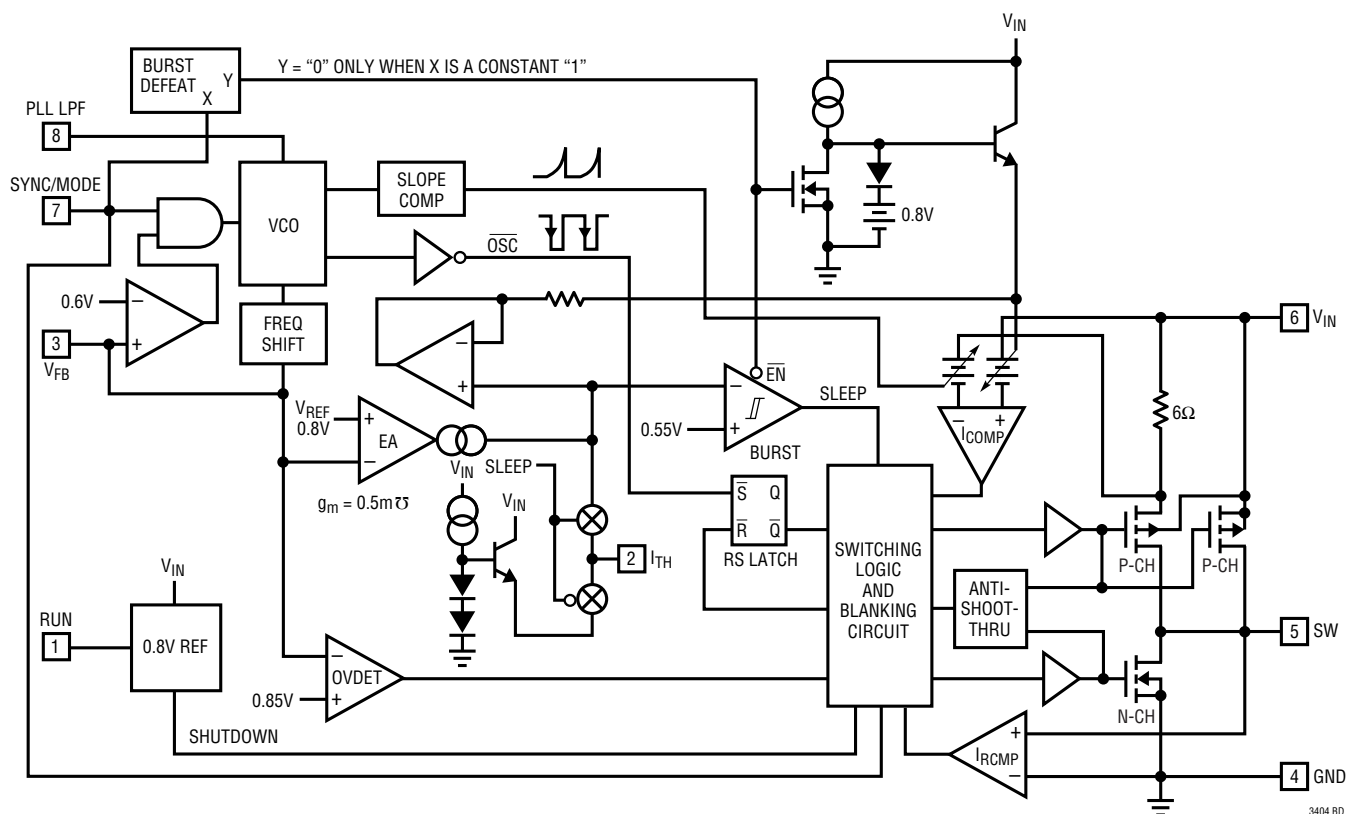 V_IN
BURST
DEFEAT
Y
X
Y = “0” ONLY WHEN X IS A CONSTANT “1”
PLL LPF
8
SYNC/MODE
7
VCO
SLOPE
COMP
OSC
0.8V
0.6V
−
+
3
V_FB
FREQ
SHIFT
−
+
6
V_IN
6Ω
−
+
I_COMP
V_REF
0.8V
+
−
EA
g_m = 0.5m℧
EN
−
+
0.55V
BURST
SLEEP
SLEEP
V_IN
V_IN
S
Q
R
Q
RS LATCH
2
I_TH
SWITCHING
LOGIC
AND
BLANKING
CIRCUIT
ANTI-
SHOOT-
THRU
P-CH
P-CH
5
SW
V_IN
RUN
1
0.8V REF
−
+
OVDET
0.85V
N-CH
SHUTDOWN
+
−
I_RCMP
4
GND
3404 BD